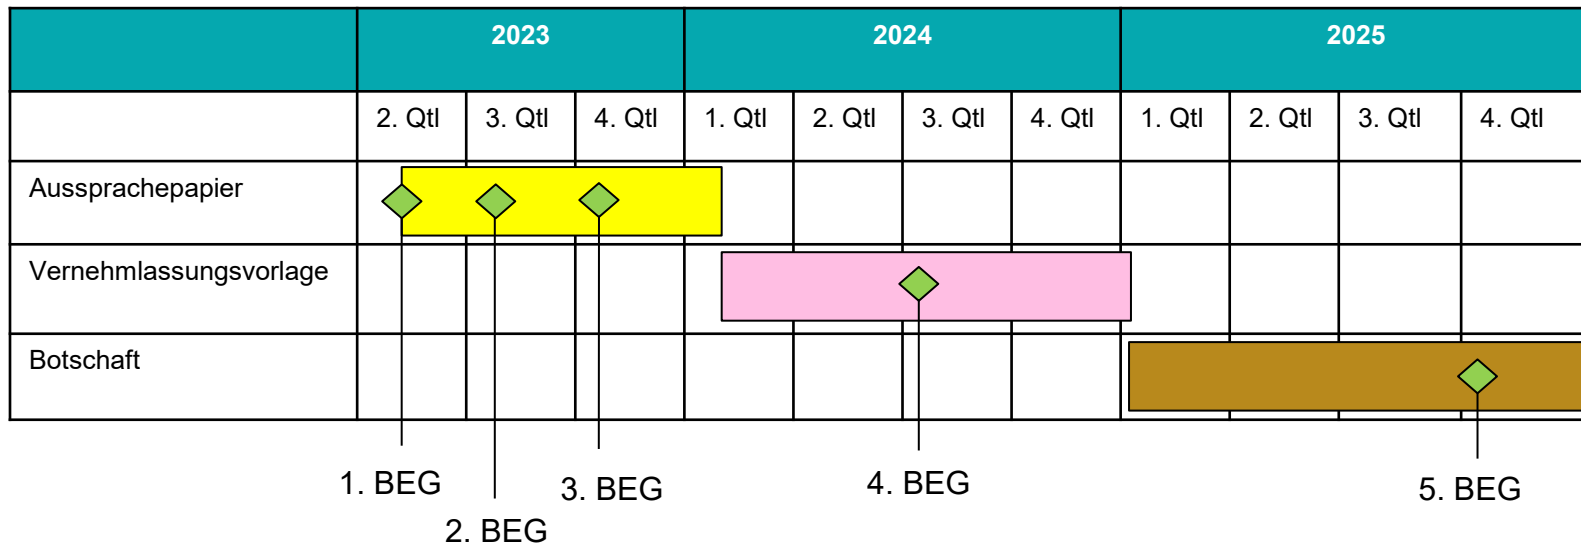 2023 2024 2025
2. Qtl 3. Qtl 4. Qtl 1. Qtl 2. Qtl 3. Qtl 4. Qtl 1. Qtl 2. Qtl 3. Qtl 4. Qtl
Aussprachepapier
Vernehmlassungsvorlage
Botschaft
1. BEG 3. BEG 4. BEG 5. BEG
2. BEG